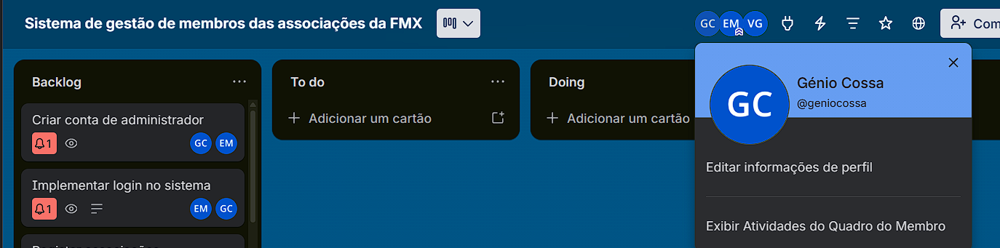 Sistema de gestão de membros das associações da FMX
GC EM VG
Com
Backlog
To do
Doing
Criar conta de administrador
1
GC EM
Implementar login no sistema
1
EM GC
Adicionar um cartão
Adicionar um cartão
GC
Génio Cossa
@geniocossa
Editar informações de perfil
Exibir Atividades do Quadro do Membro